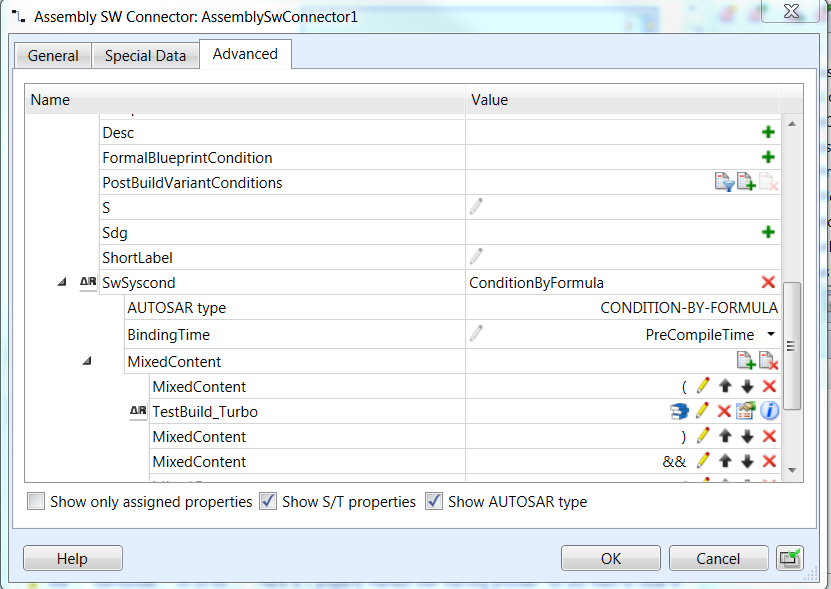 Assembly SW Connector: AssemblySwConnector1
General Special Data Advanced
Name Value
Desc
FormalBlueprintCondition
PostBuildVariantConditions
S
Sdg
ShortLabel
SwSyscond ConditionByFormula
AUTOSAR type CONDITION-BY-FORMULA
BindingTime PreCompileTime
MixedContent
MixedContent (
TestBuild_Turbo
MixedContent )
MixedContent &&
Show only assigned properties Show S/T properties Show AUTOSAR type
Help OK Cancel